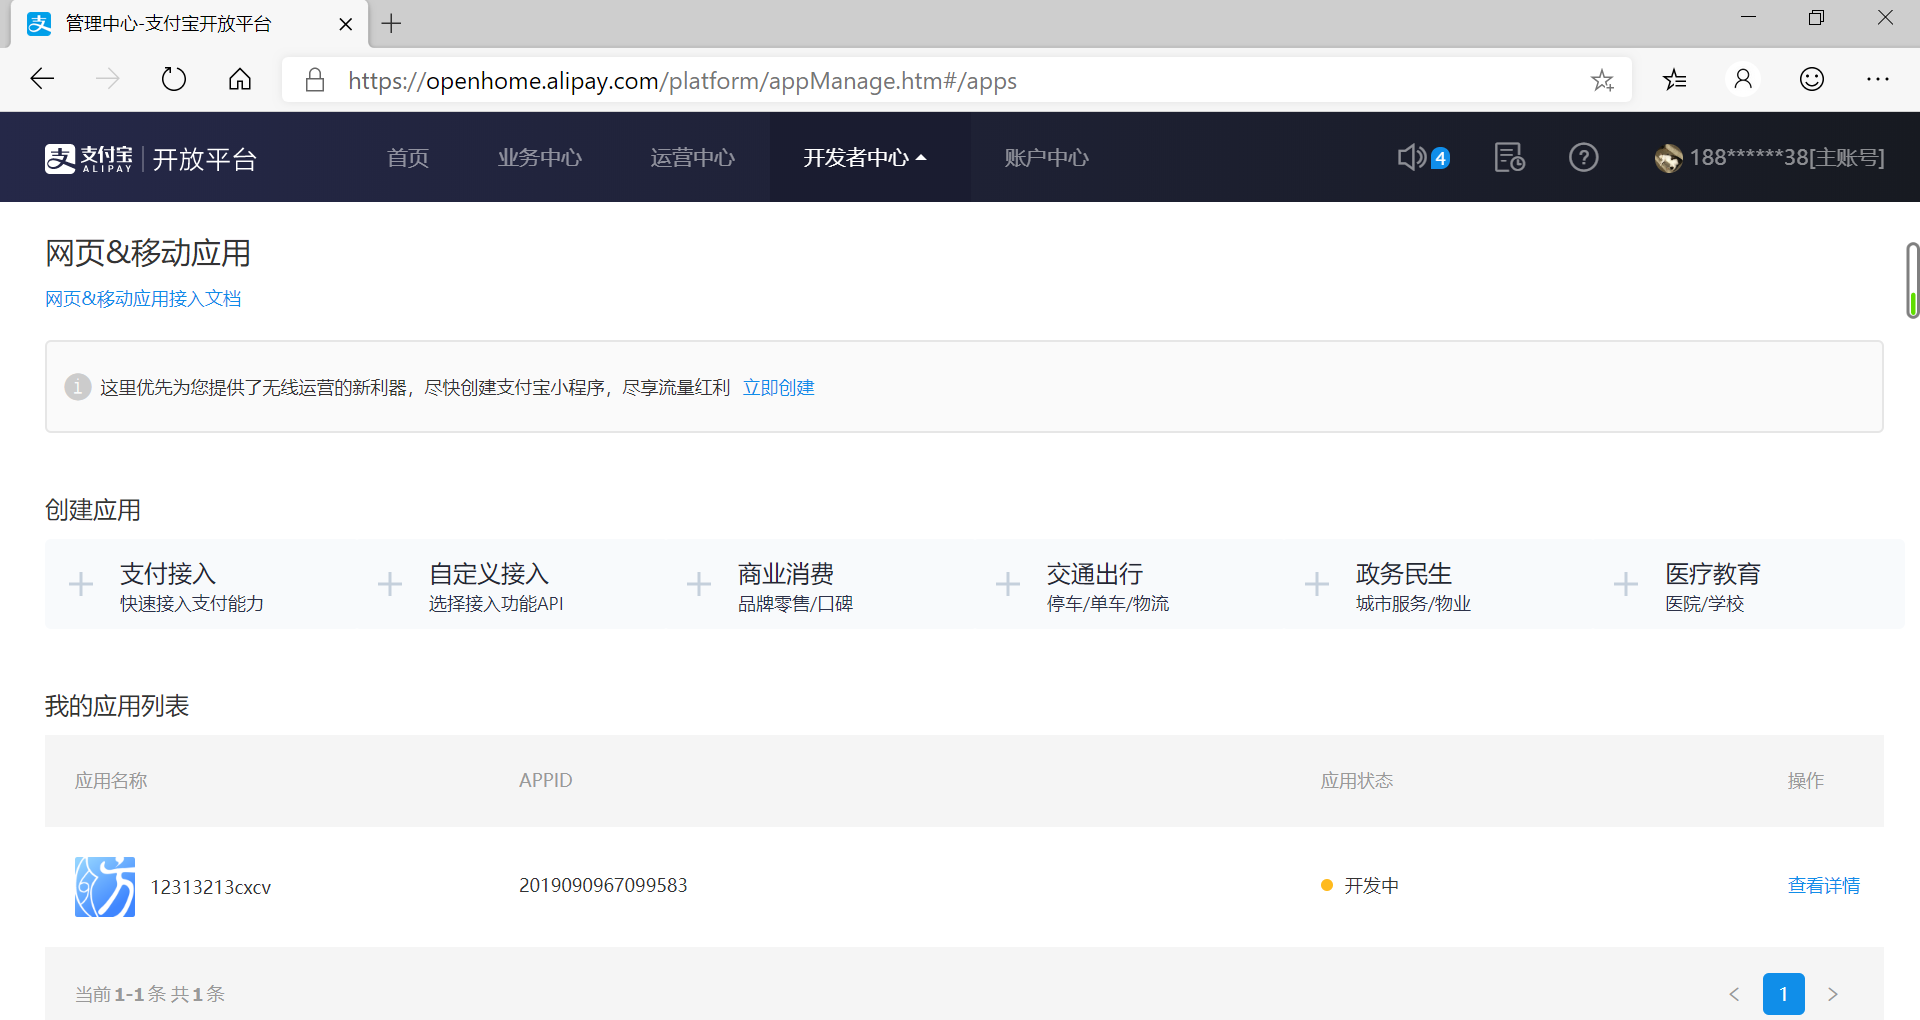 管理中心-支付宝开放平台
https://openhome.alipay.com/platform/appManage.htm#/apps
支 支付宝 ALIPAY 开放平台 首页 业务中心 运营中心 开发者中心 账户中心 4 188******38[主账号]
网页&移动应用
网页&移动应用接入文档
这里优先为您提供了无线运营的新利器，尽快创建支付宝小程序，尽享流量红利 立即创建
创建应用
支付接入 自定义接入 商业消费 交通出行 政务民生 医疗教育
快速接入支付能力 选择接入功能API 品牌零售/口碑 停车/单车/物流 城市服务/物业 医院/学校
我的应用列表
应用名称 APPID 应用状态 操作
12313213cxcv 2019090967099583 开发中 查看详情
当前 1-1 条 共 1 条 < 1 >